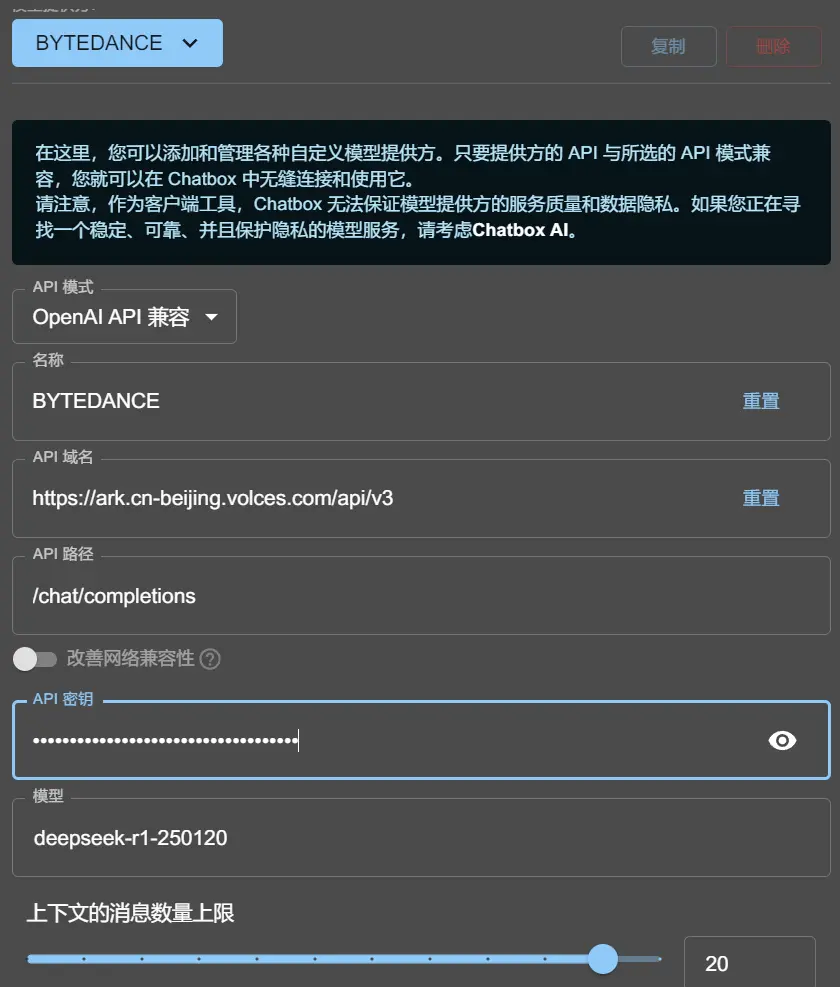 BYTEDANCE
复制
删除
在这里，您可以添加和管理各种自定义模型提供方。只要提供方的 API 与所选的 API 模式兼
容，您就可以在 Chatbox 中无缝连接和使用它。
请注意，作为客户端工具，Chatbox 无法保证模型提供方的服务质量和数据隐私。如果您正在寻
找一个稳定、可靠、并且保护隐私的模型服务，请考虑Chatbox AI。
API 模式
OpenAI API 兼容
名称
BYTEDANCE
重置
API 域名
https://ark.cn-beijing.volces.com/api/v3
重置
API 路径
/chat/completions
改善网络兼容性
API 密钥
模型
deepseek-r1-250120
上下文的消息数量上限
20